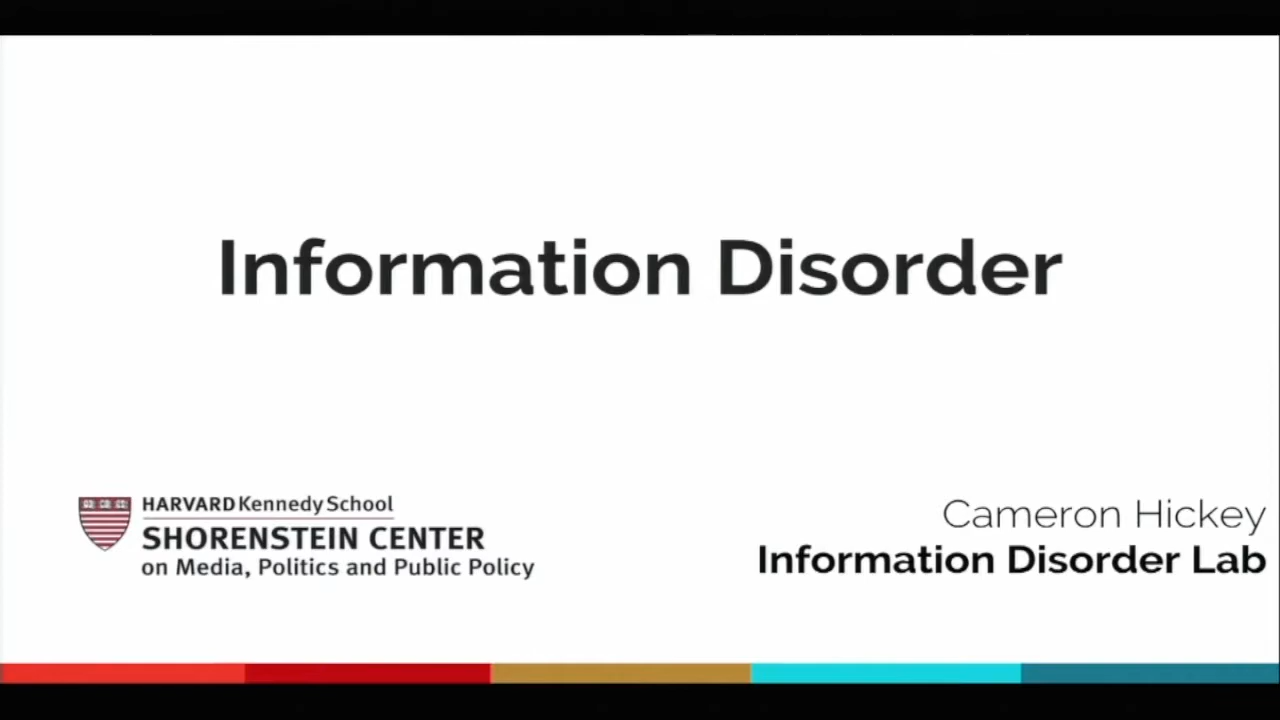 Information Disorder
HARVARD Kennedy School
SHORENSTEIN CENTER
on Media, Politics and Public Policy
Cameron Hickey
Information Disorder Lab